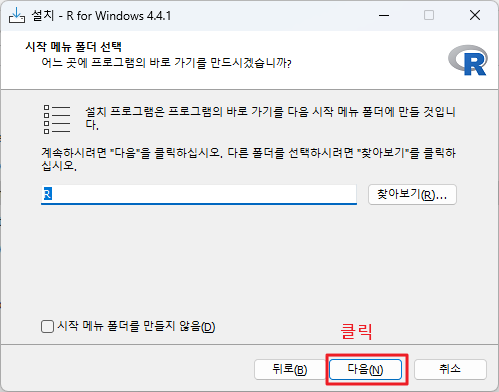 설치 - R for Windows 4.4.1
시작 메뉴 폴더 선택
어느 곳에 프로그램의 바로 가기를 만드시겠습니까?
R
설치 프로그램은 프로그램의 바로 가기를 다음 시작 메뉴 폴더에 만들 것입니
다.
계속하시려면 "다음"을 클릭하십시오. 다른 폴더를 선택하시려면 "찾아보기"를 클릭하
십시오.
R
찾아보기(R)...
시작 메뉴 폴더를 만들지 않음(D)
클릭
뒤로(B)
다음(N)
취소